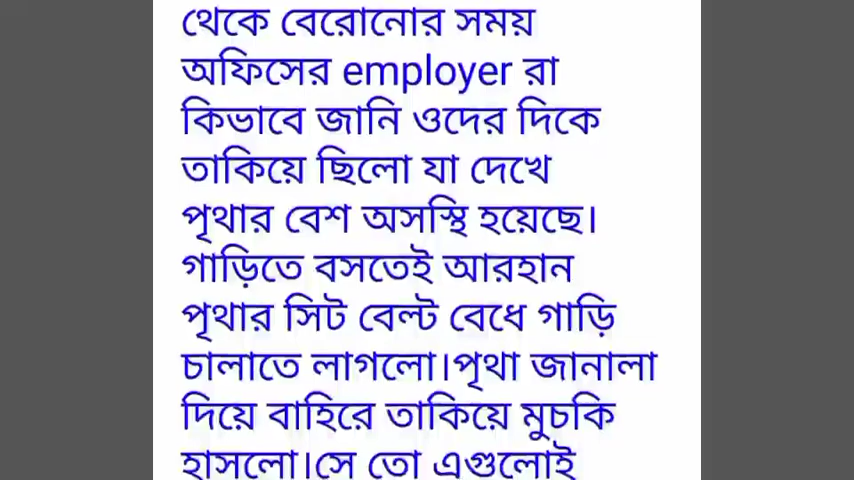 থেকে বেরোনোর সময়
অফিসের employer রা
কিভাবে জানি ওদের দিকে
তাকিয়ে ছিলো যা দেখে
পৃথার বেশ অসস্থি হয়েছে।
গাড়িতে বসতেই আরহান
পৃথার সিট বেল্ট বেধে গাড়ি
চালাতে লাগলো।পৃথা জানালা
দিয়ে বাহিরে তাকিয়ে মুচকি
হাসলো।সে তো এগুলোই